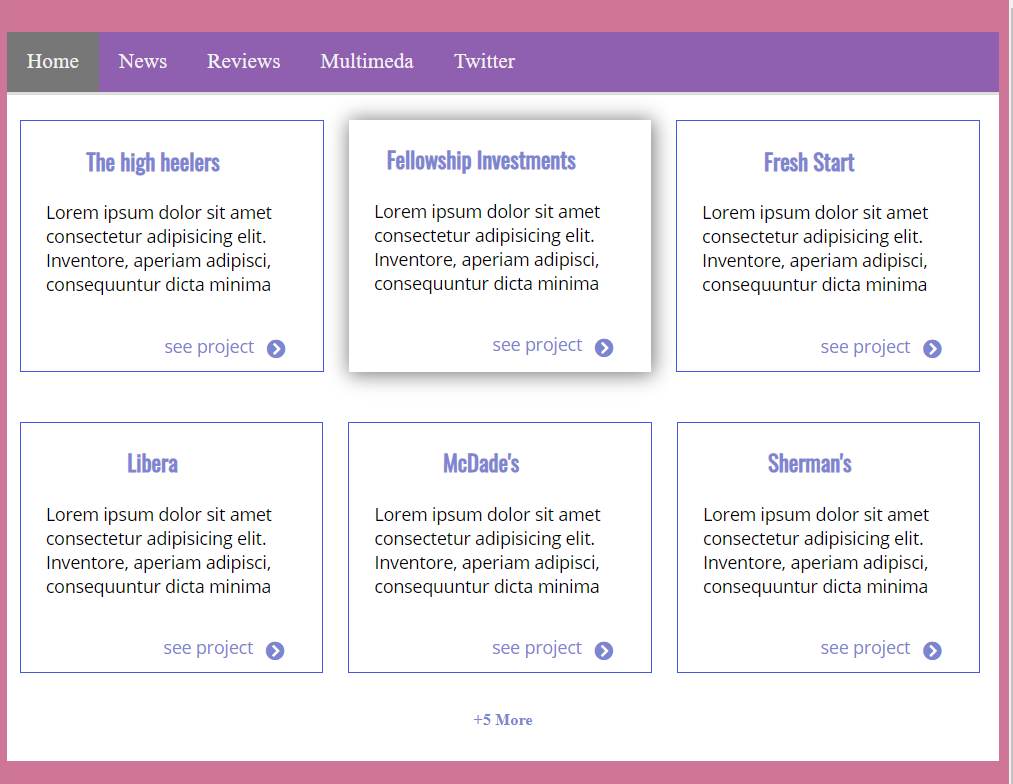 Home News Reviews Multimeda Twitter
The high heelers
Lorem ipsum dolor sit amet
consectetur adipisicing elit.
Inventore, aperiam adipisci,
consequuntur dicta minima
see project
Fellowship Investments
Lorem ipsum dolor sit amet
consectetur adipisicing elit.
Inventore, aperiam adipisci,
consequuntur dicta minima
see project
Fresh Start
Lorem ipsum dolor sit amet
consectetur adipisicing elit.
Inventore, aperiam adipisci,
consequuntur dicta minima
see project
Libera
Lorem ipsum dolor sit amet
consectetur adipisicing elit.
Inventore, aperiam adipisci,
consequuntur dicta minima
see project
McDade's
Lorem ipsum dolor sit amet
consectetur adipisicing elit.
Inventore, aperiam adipisci,
consequuntur dicta minima
see project
Sherman's
Lorem ipsum dolor sit amet
consectetur adipisicing elit.
Inventore, aperiam adipisci,
consequuntur dicta minima
see project
+5 More